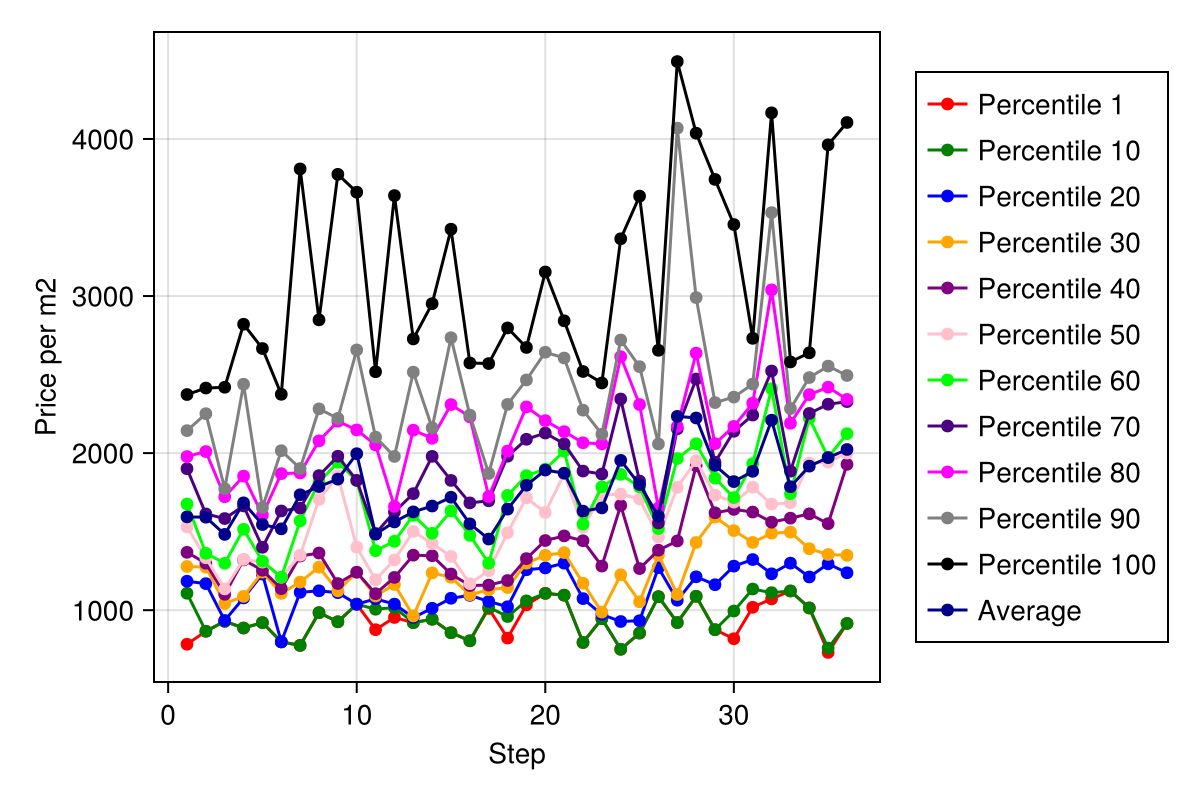 4000
3000
2000
1000
Price per m2
0 10 20 30
Step
Percentile 1
Percentile 10
Percentile 20
Percentile 30
Percentile 40
Percentile 50
Percentile 60
Percentile 70
Percentile 80
Percentile 90
Percentile 100
Average